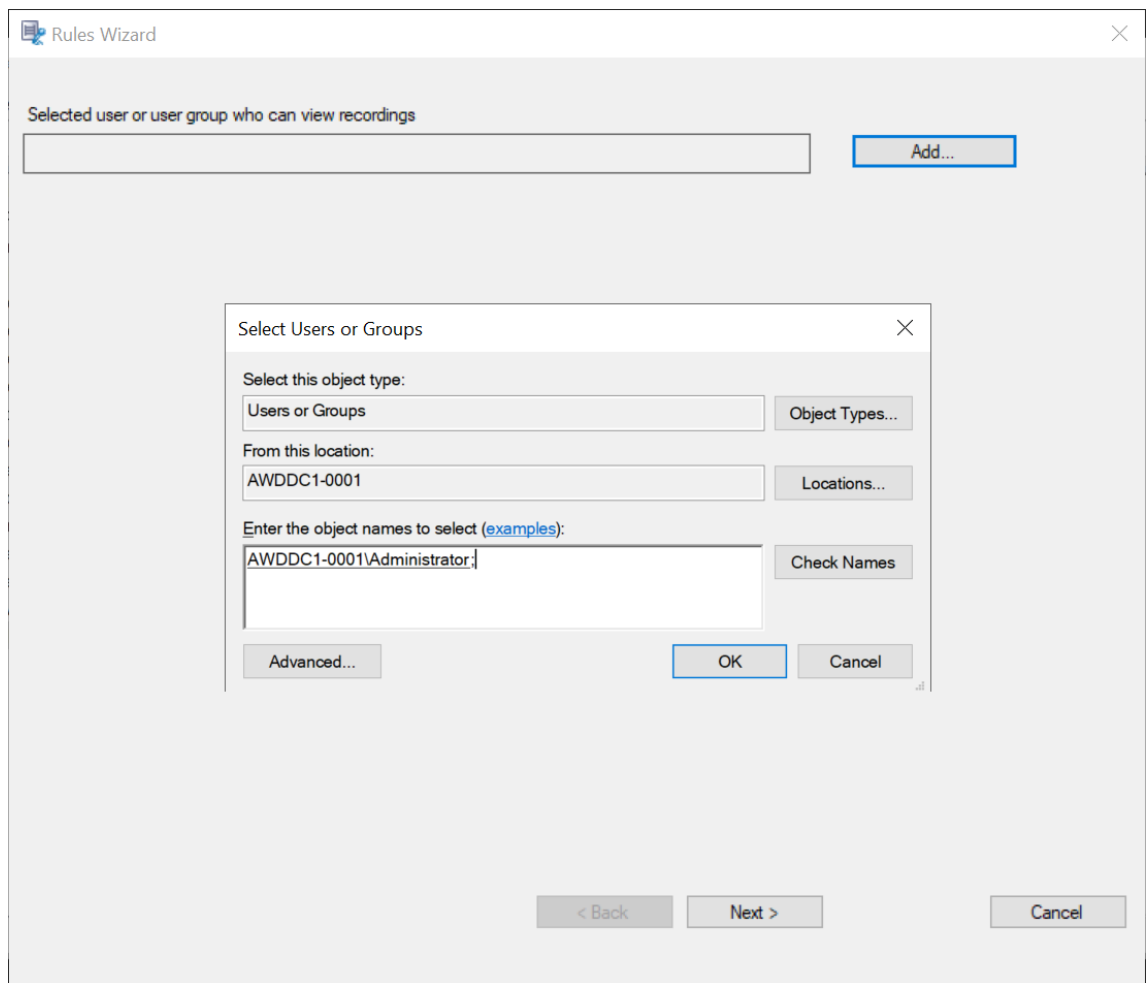 Rules Wizard
Selected user or user group who can view recordings
Add...
Select Users or Groups
Select this object type:
Users or Groups
Object Types...
From this location:
AWDDC1-0001
Locations...
Enter the object names to select (examples):
AWDDC1-0001\Administrator;
Check Names
Advanced...
OK
Cancel
< Back
Next >
Cancel